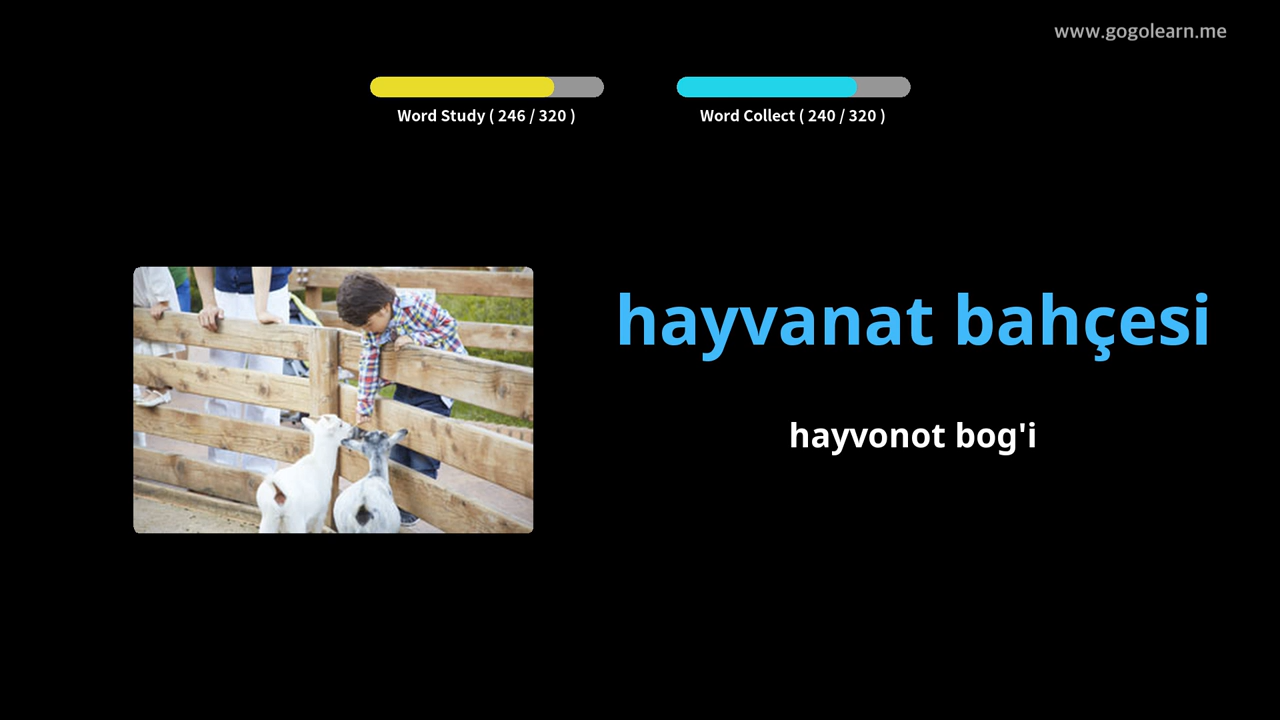 www.gogolearn.me
Word Study ( 246 / 320 )
Word Collect ( 240 / 320 )
hayvanat bahçesi
hayvonot bog'i